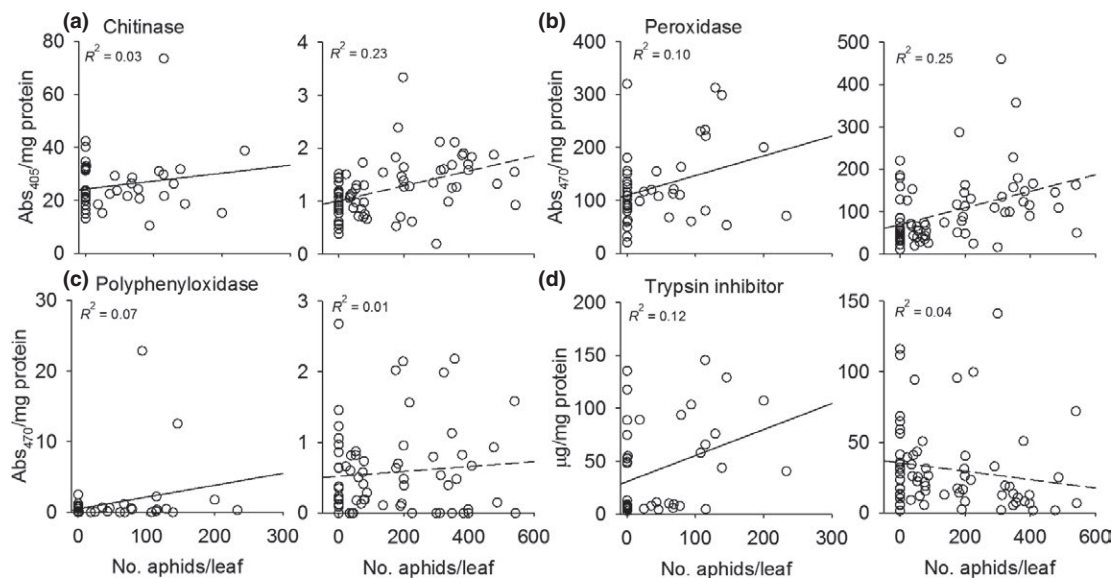 (a) Chitinase
(b) Peroxidase
80
60
40
20
0
Abs405/mg protein
R2 = 0.03
4
3
2
1
0
R2 = 0.23
400
300
200
100
0
Abs470/mg protein
R2 = 0.10
500
400
300
200
100
0
R2 = 0.25
(c) Polyphenyloxidase
(d) Trypsin inhibitor
30
20
10
0
Abs470/mg protein
R2 = 0.07
3
2
1
0
R2 = 0.01
200
150
100
50
0
µg/mg protein
R2 = 0.12
150
100
50
0
R2 = 0.04
0 100 200 300
0 200 400 600
0 100 200 300
0 200 400 600
No. aphids/leaf
No. aphids/leaf
No. aphids/leaf
No. aphids/leaf